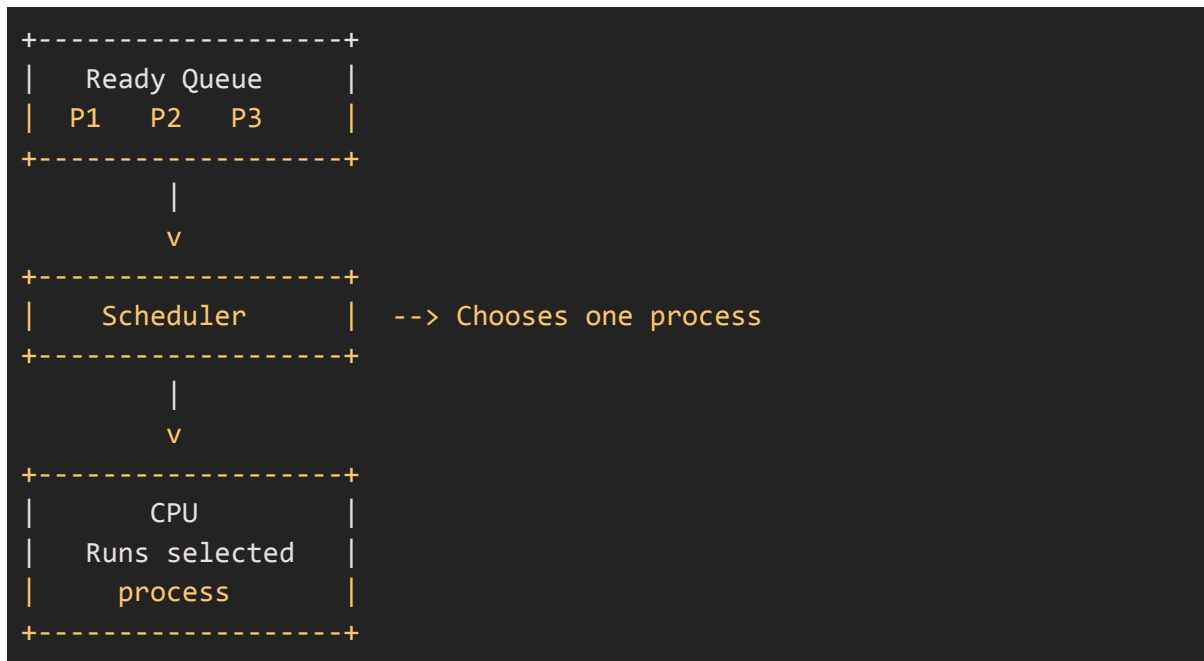 +-------------------+
|   Ready Queue     |
|  P1   P2   P3     |
+-------------------+
         |
         v
+-------------------+
|    Scheduler      |  --> Chooses one process
+-------------------+
         |
         v
+-------------------+
|       CPU         |
|   Runs selected   |
|     process       |
+-------------------+